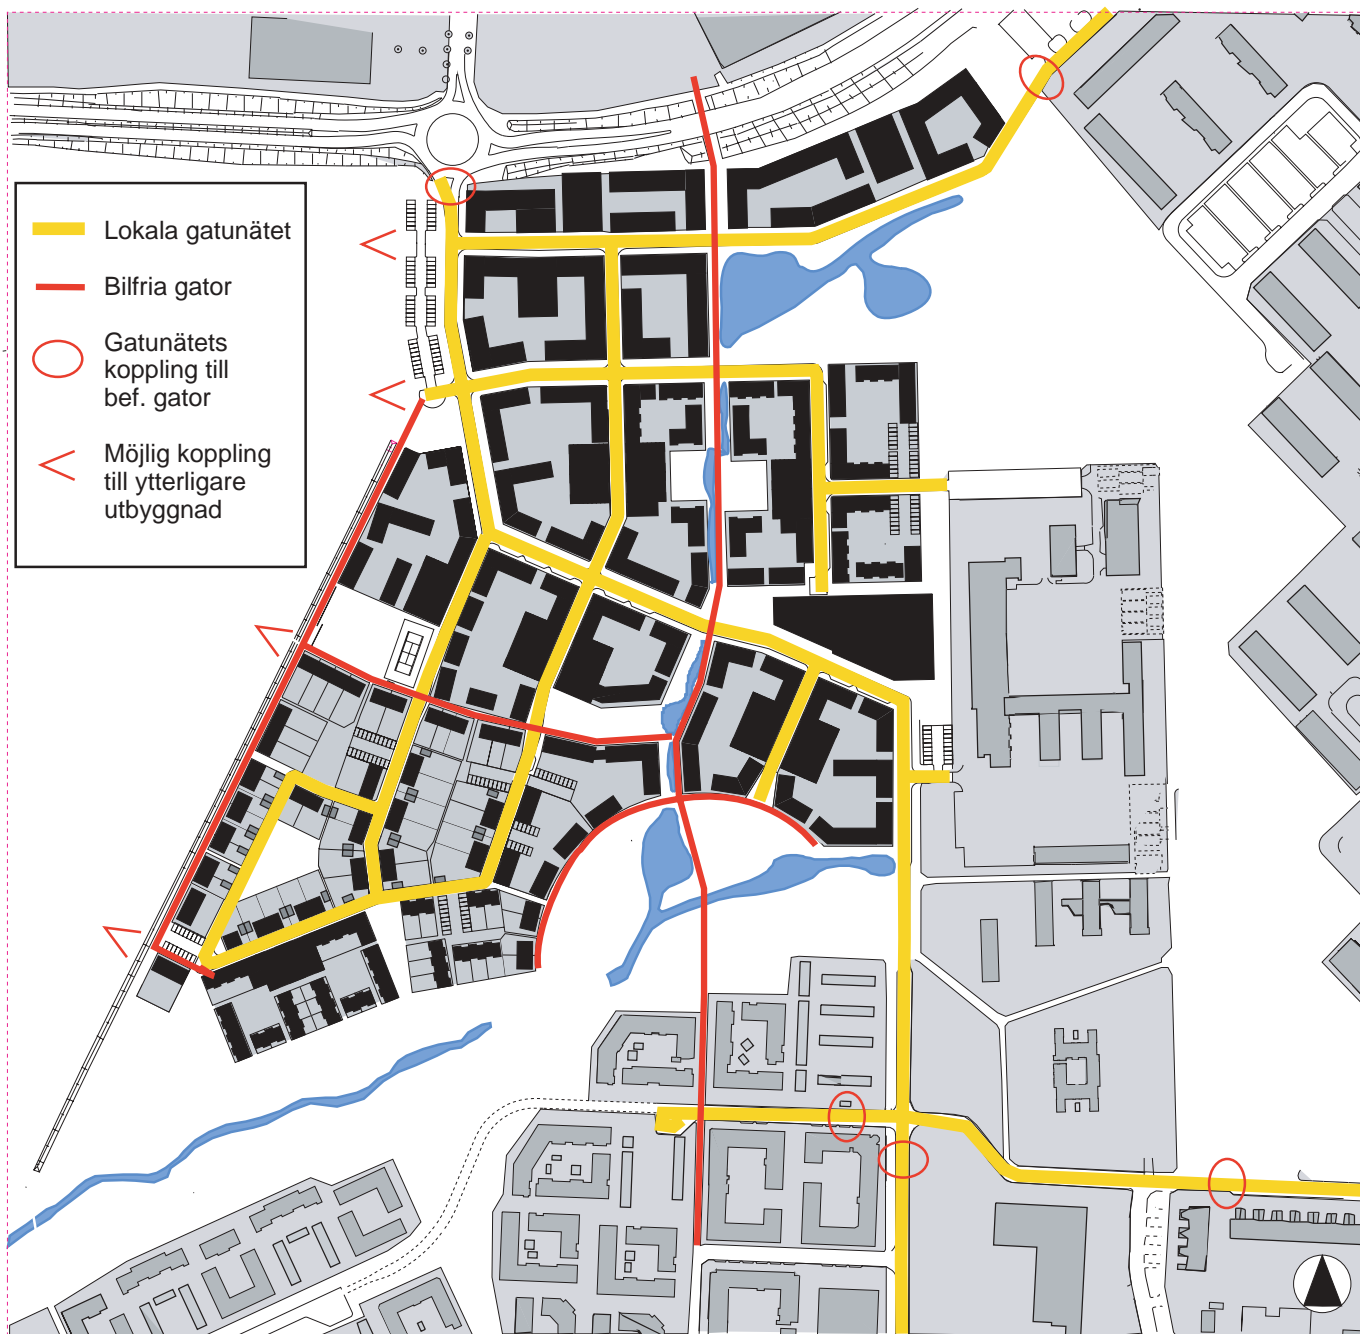 Lokala gatunätet
Bilfria gator
Gatunätets
koppling till
bef. gator
Möjlig koppling
till ytterligare
utbyggnad